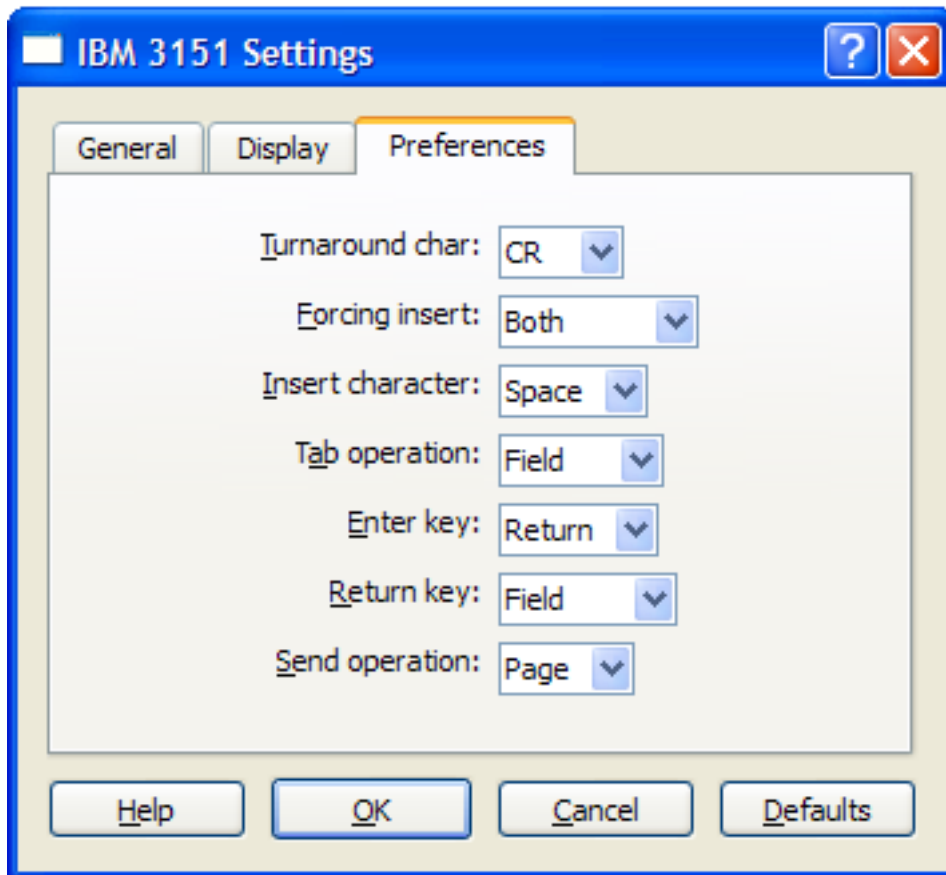 IBM 3151 Settings
General Display Preferences
Turnaround char: CR
Forcing insert: Both
Insert character: Space
Tab operation: Field
Enter key: Return
Return key: Field
Send operation: Page
Help OK Cancel Defaults